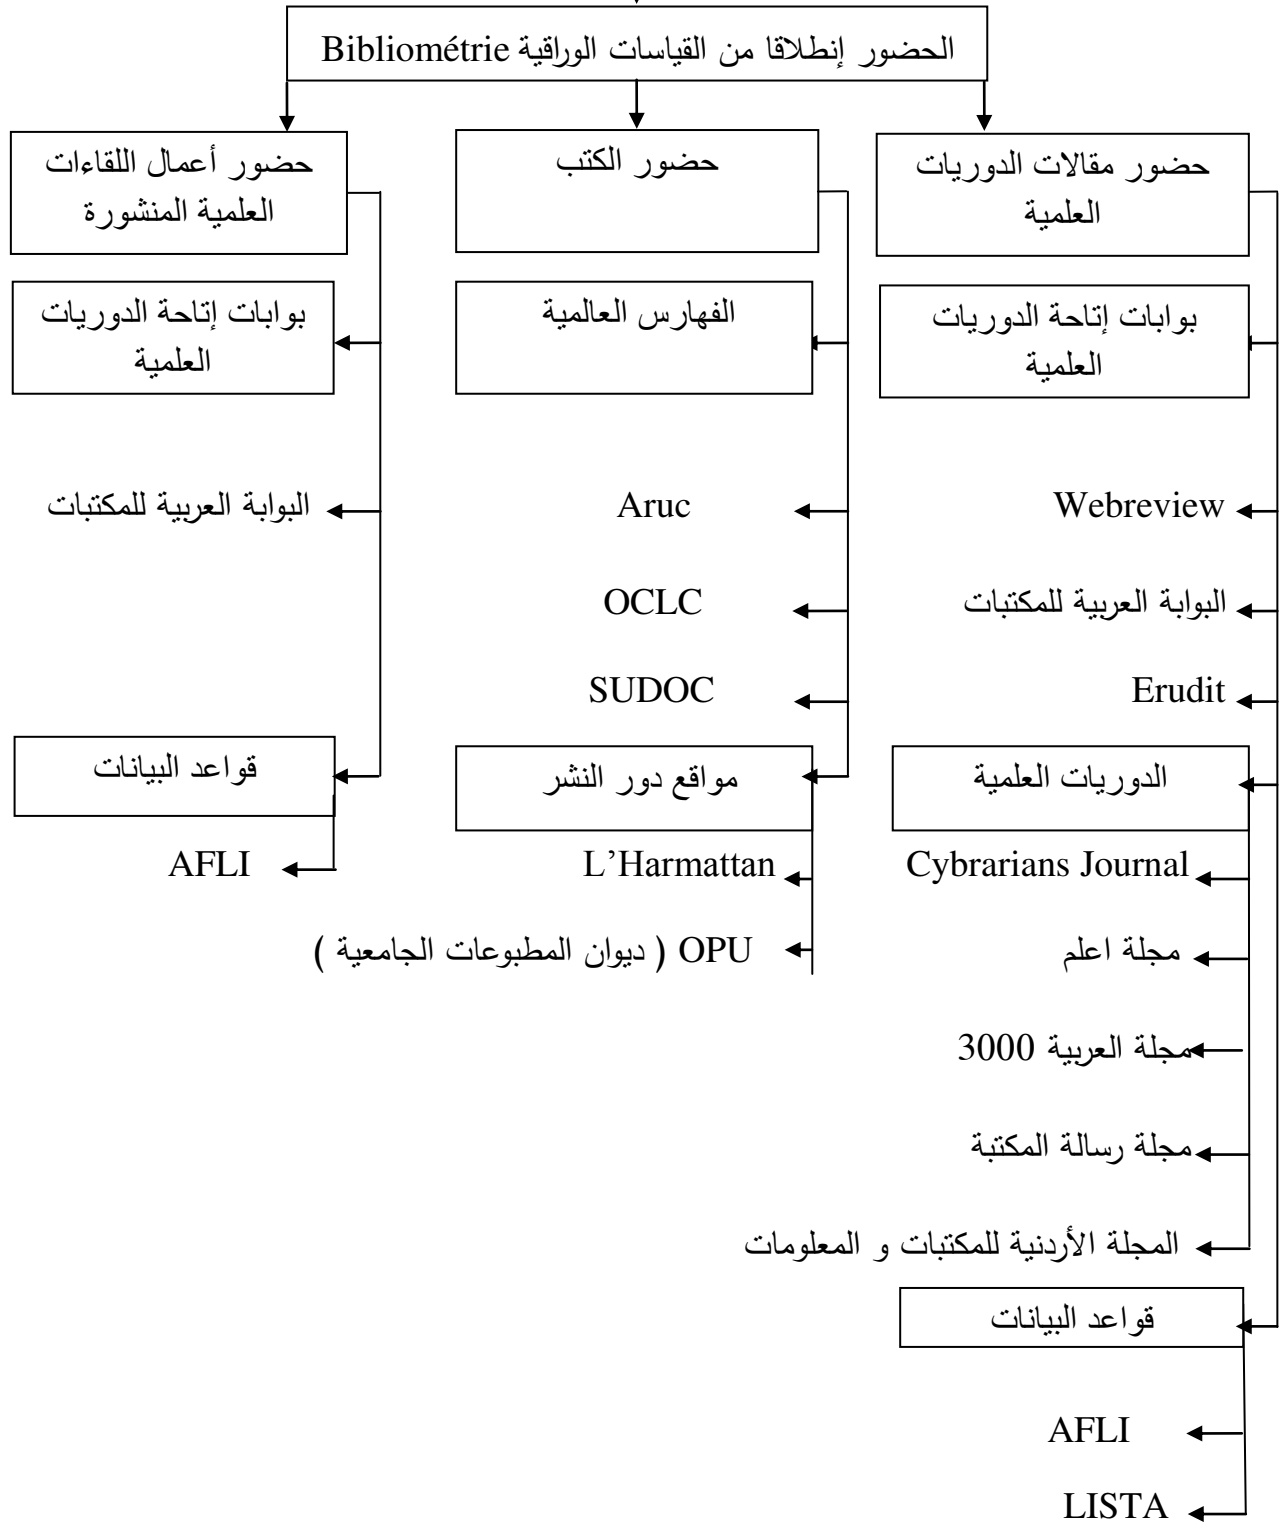 الحضور إنطلاقا من القياسات الوراقية Bibliométrie
حضور مقالات الدوريات
العلمية
بوابات إتاحة الدوريات
العلمية
Webreview
البوابة العربية للمكتبات
Erudit
الدوريات العلمية
Cybrarians Journal
مجلة اعلم
مجلة العربية 3000
مجلة رسالة المكتبة
المجلة الأردنية للمكتبات و المعلومات
قواعد البيانات
AFLI
LISTA
حضور الكتب
الفهارس العالمية
Aruc
OCLC
SUDOC
مواقع دور النشر
L’Harmattan
OPU ( ديوان المطبوعات الجامعية )
حضور أعمال اللقاءات
العلمية المنشورة
بوابات إتاحة الدوريات
العلمية
البوابة العربية للمكتبات
قواعد البيانات
AFLI